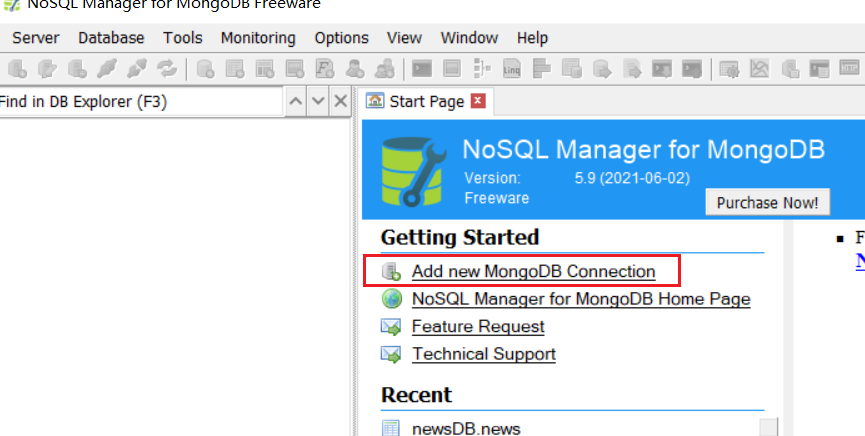 NoSQL Manager for MongoDB Freeware
Server Database Tools Monitoring Options View Window Help
Find in DB Explorer (F3)
Start Page
NoSQL Manager for MongoDB
Version: 5.9 (2021-06-02)
Freeware
Purchase Now!
Getting Started
Add new MongoDB Connection
NoSQL Manager for MongoDB Home Page
Feature Request
Technical Support
Recent
newsDB.news